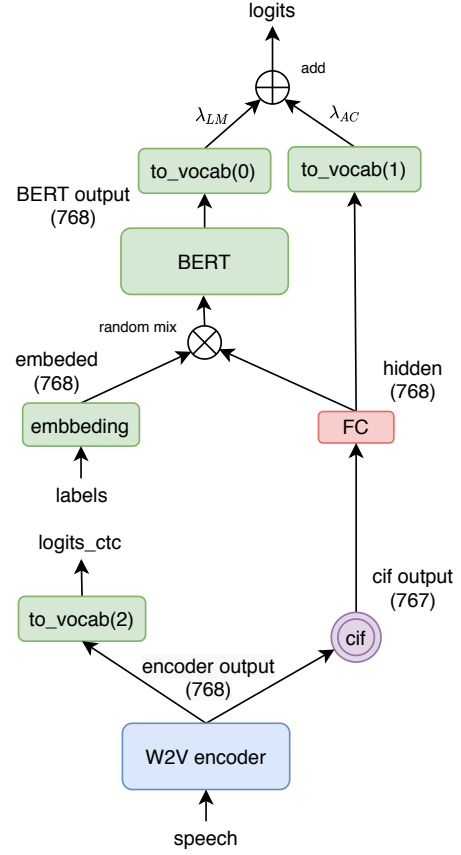 logits
add
λ_LM
λ_AC
to_vocab(0)
to_vocab(1)
BERT output
(768)
BERT
random mix
embeded
(768)
hidden
(768)
embbeding
FC
labels
logits_ctc
cif output
(767)
to_vocab(2)
cif
encoder output
(768)
W2V encoder
speech